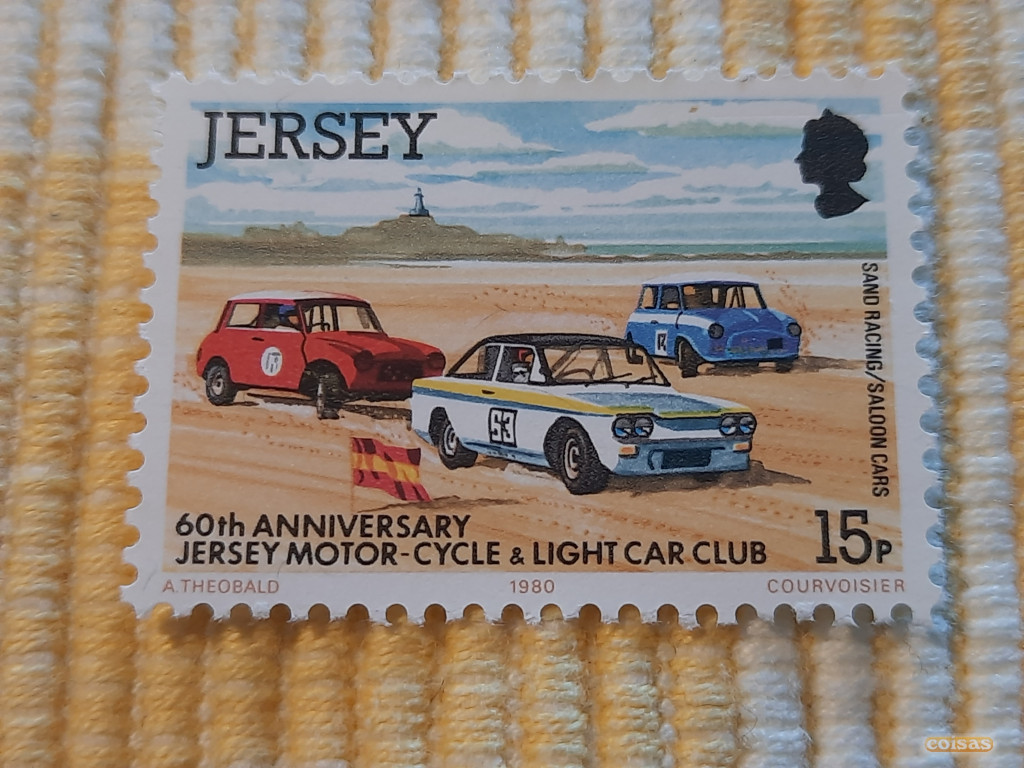 JERSEY
SAND RACING/SALOON CARS
53
60th ANNIVERSARY
JERSEY MOTOR-CYCLE & LIGHT CAR CLUB
15P
A.THEOBALD
1980
COURVOISIER
coisas